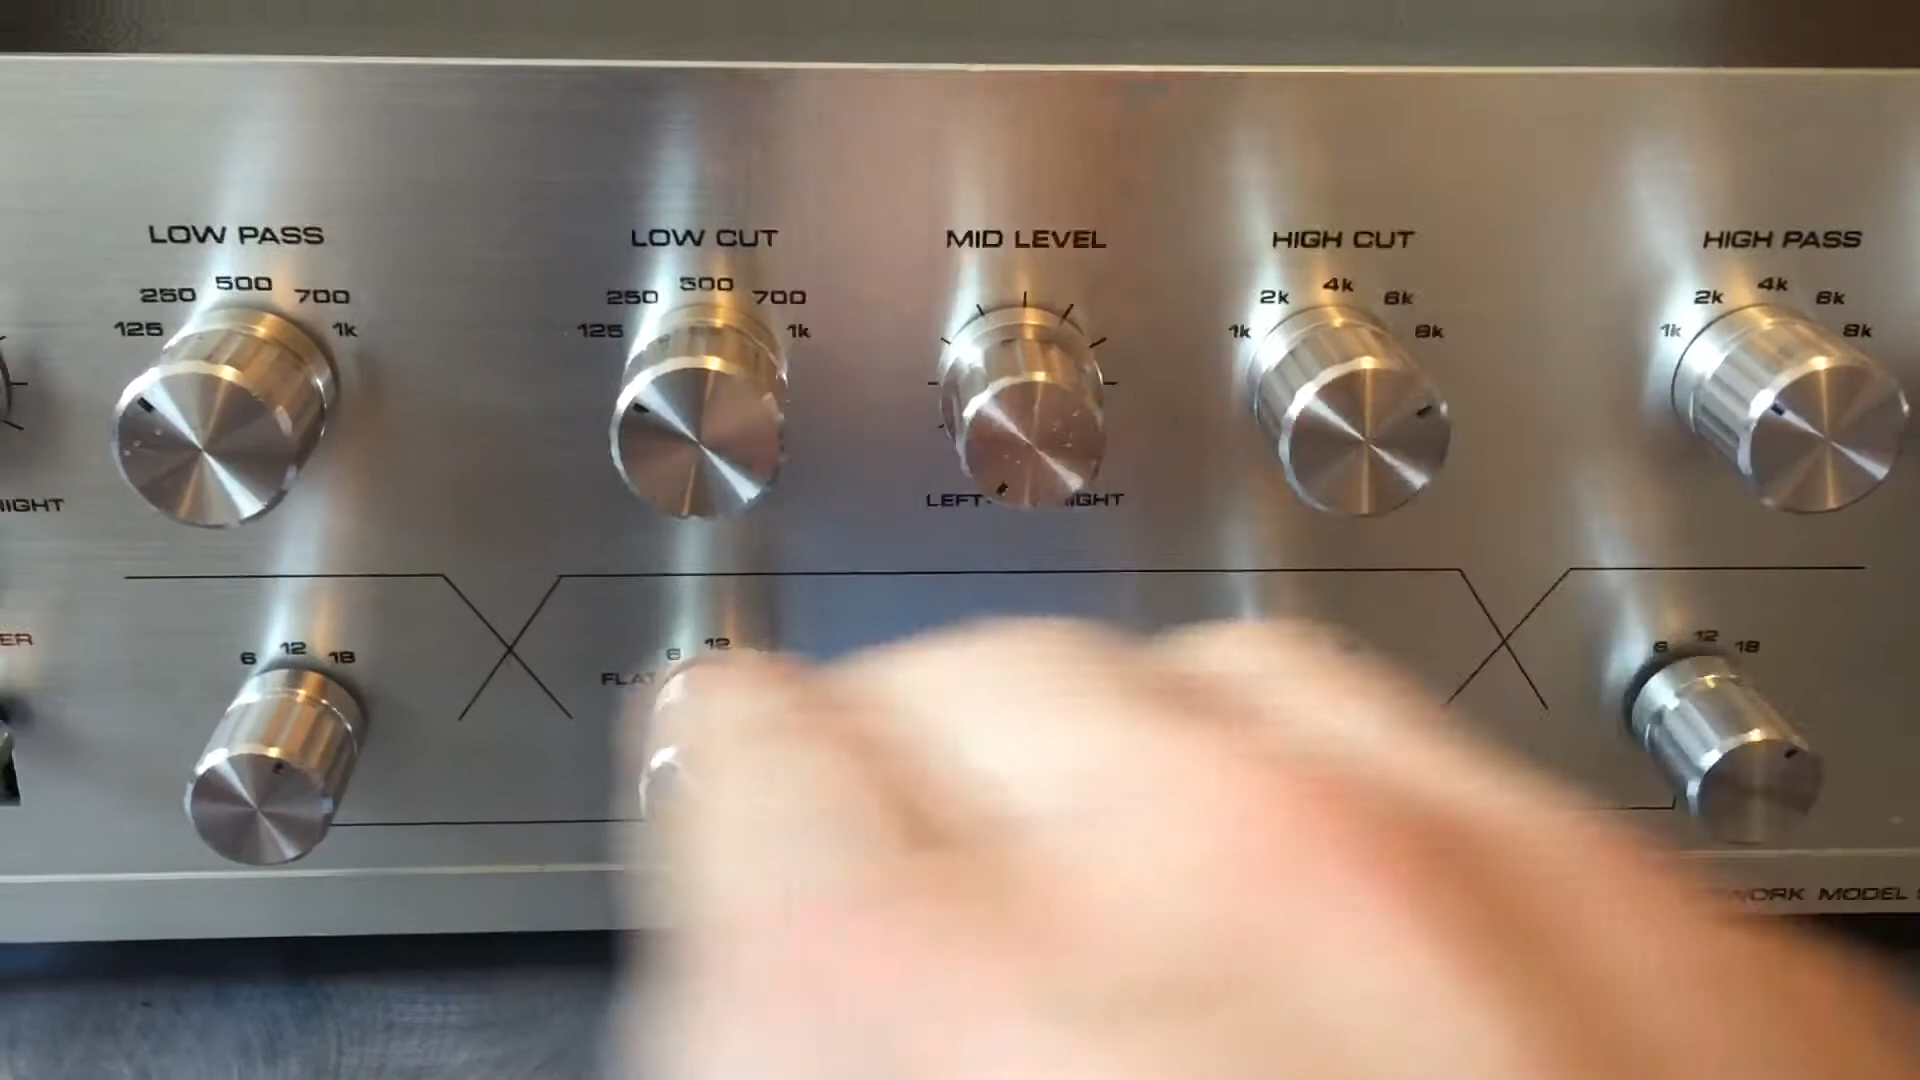 LOW PASS
125 250 500 700 1k
LOW CUT
125 250 500 700 1k
MID LEVEL
LEFT
HIGH CUT
1k 2k 4k 6k 8k
HIGH PASS
1k 2k 4k 6k 8k
6 12 18
FLAT 6 12
6 12 18
MODEL